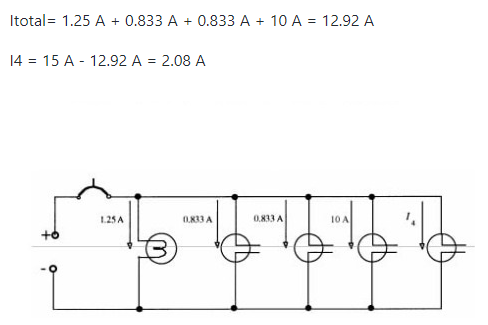 Itotal= 1.25 A + 0.833 A + 0.833 A + 10 A = 12.92 A
I4 = 15 A - 12.92 A = 2.08 A
1.25 A 0.833 A 0.833 A 10 A I4
+
-